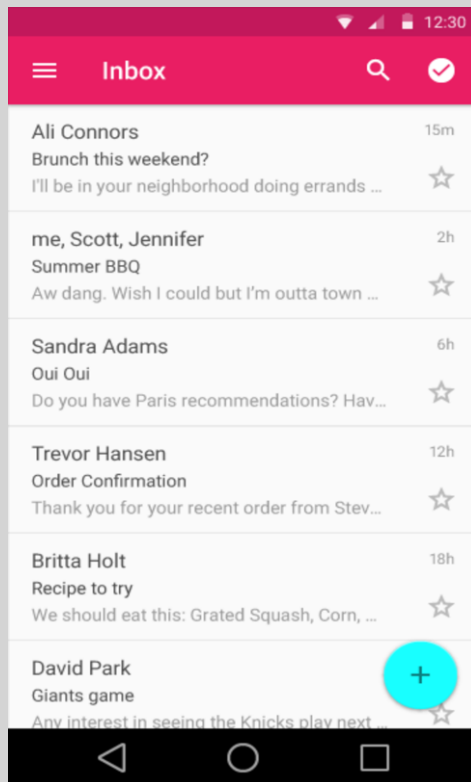 12:30
Inbox
Ali Connors 15m
Brunch this weekend?
I'll be in your neighborhood doing errands ...
me, Scott, Jennifer 2h
Summer BBQ
Aw dang. Wish I could but I'm outta town ...
Sandra Adams 6h
Oui Oui
Do you have Paris recommendations? Hav...
Trevor Hansen 12h
Order Confirmation
Thank you for your recent order from Stev...
Britta Holt 18h
Recipe to try
We should eat this: Grated Squash, Corn, ...
David Park
Giants game
Any interest in seeing the Knicks play next ...